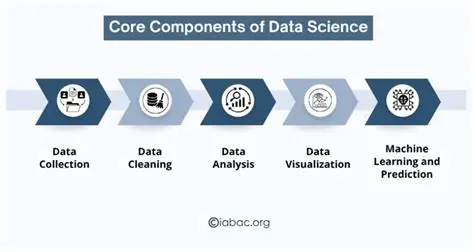 Core Components of Data Science
Data
Collection
Data
Cleaning
Data
Analysis
Data
Visualization
Machine
Learning and
Prediction
©iabac.org